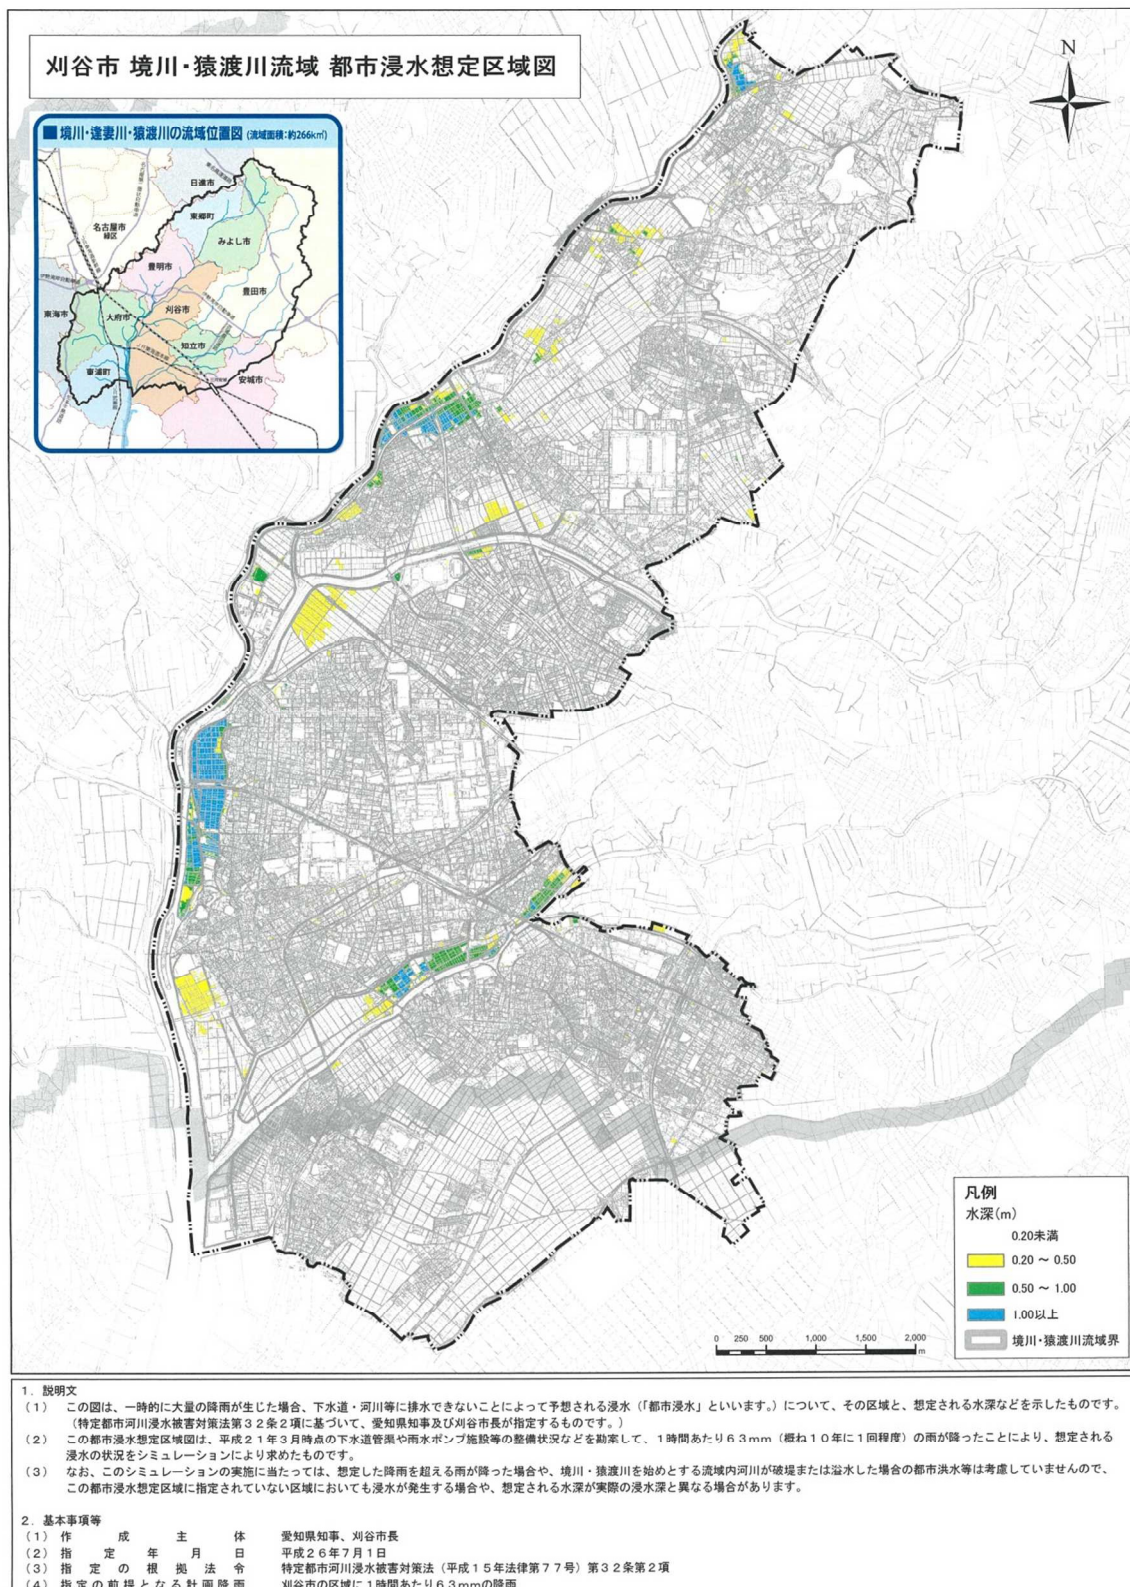 刈谷市 境川・猿渡川流域 都市浸水想定区域図
N
■ 境川・逢妻川・猿渡川の流域位置図 (流域面積：約266km²)
日進市
東郷町
名古屋市
緑区
みよし市
豊明市
豊田市
東海市
大府市
刈谷市
知立市
東浦町
安城市
凡例
水深(m)
0.20未満
0.20 ～ 0.50
0.50 ～ 1.00
1.00以上
境川・猿渡川流域界
0 250 500 1,000 1,500 2,000
m
1. 説明文
(1) この図は、一時的に大量の降雨が生じた場合、下水道・河川等に排水できないことによって予想される浸水（「都市浸水」といいます。）について、その区域と、想定される水深などを示したものです。
（特定都市河川浸水被害対策法第３２条２項に基づいて、愛知県知事及び刈谷市長が指定するものです。）
(2) この都市浸水想定区域図は、平成２１年３月時点の下水道管渠や雨水ポンプ施設等の整備状況などを勘案して、１時間あたり６３mm（概ね１０年に１回程度）の雨が降ったことにより、想定される
浸水の状況をシミュレーションにより求めたものです。
(3) なお、このシミュレーションの実施に当たっては、想定した降雨を超える雨が降った場合や、境川・猿渡川を始めとする流域内河川が破堤または溢水した場合の都市洪水等は考慮していませんので、
この都市浸水想定区域に指定されていない区域においても浸水が発生する場合や、想定される水深が実際の浸水深と異なる場合があります。
2. 基本事項等
(1) 作成主体 愛知県知事、刈谷市長
(2) 指定年月日 平成２６年７月１日
(3) 指定の根拠法令 特定都市河川浸水被害対策法（平成１５年法律第７７号）第３２条第２項
(4) 指定の前提となる計画降雨 刈谷市の区域に１時間あたり６３mmの降雨